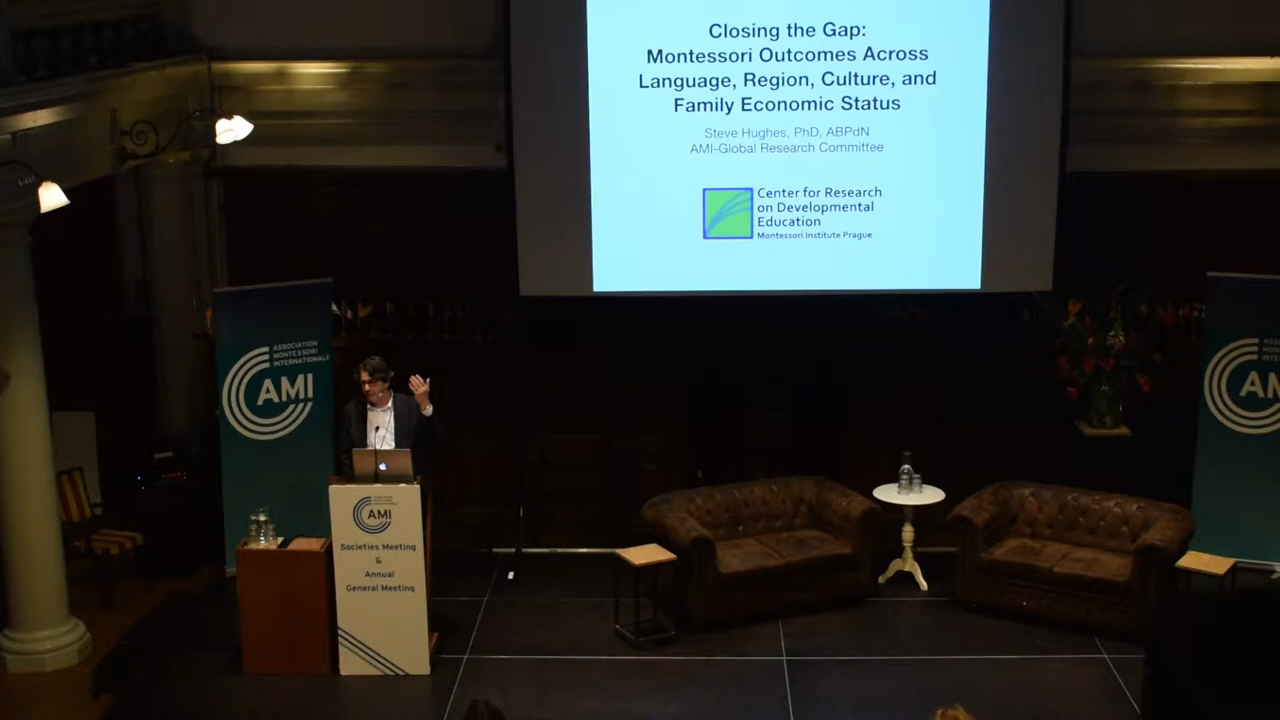 Closing the Gap:
Montessori Outcomes Across
Language, Region, Culture, and
Family Economic Status
Steve Hughes, PhD, ABPdN
AMI-Global Research Committee
Center for Research
on Developmental
Education
Montessori Institute Prague
ASSOCIATION
MONTESSORI
INTERNATIONALE
AMI
AMI
Societies Meeting
&
Annual
General Meeting
AM